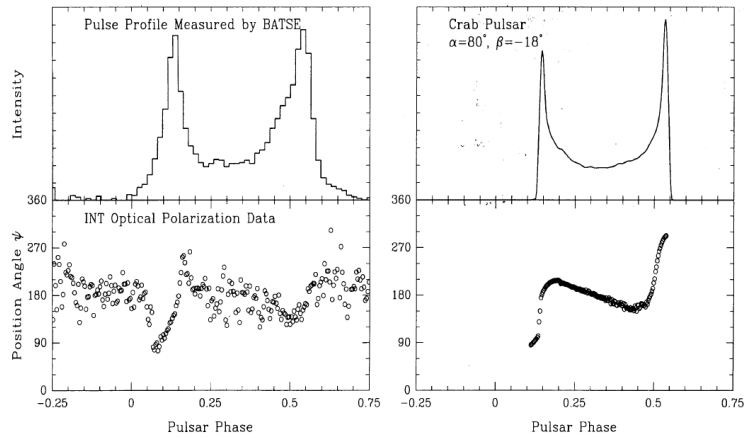 Pulse Profile Measured by BATSE
Crab Pulsar
α=80°, β=−18°
Intensity
360
360
INT Optical Polarization Data
Position Angle ψ
270
180
90
0
270
180
90
0
-0.25
0
0.25
0.5
0.75
-0.25
0
0.25
0.5
0.75
Pulsar Phase
Pulsar Phase